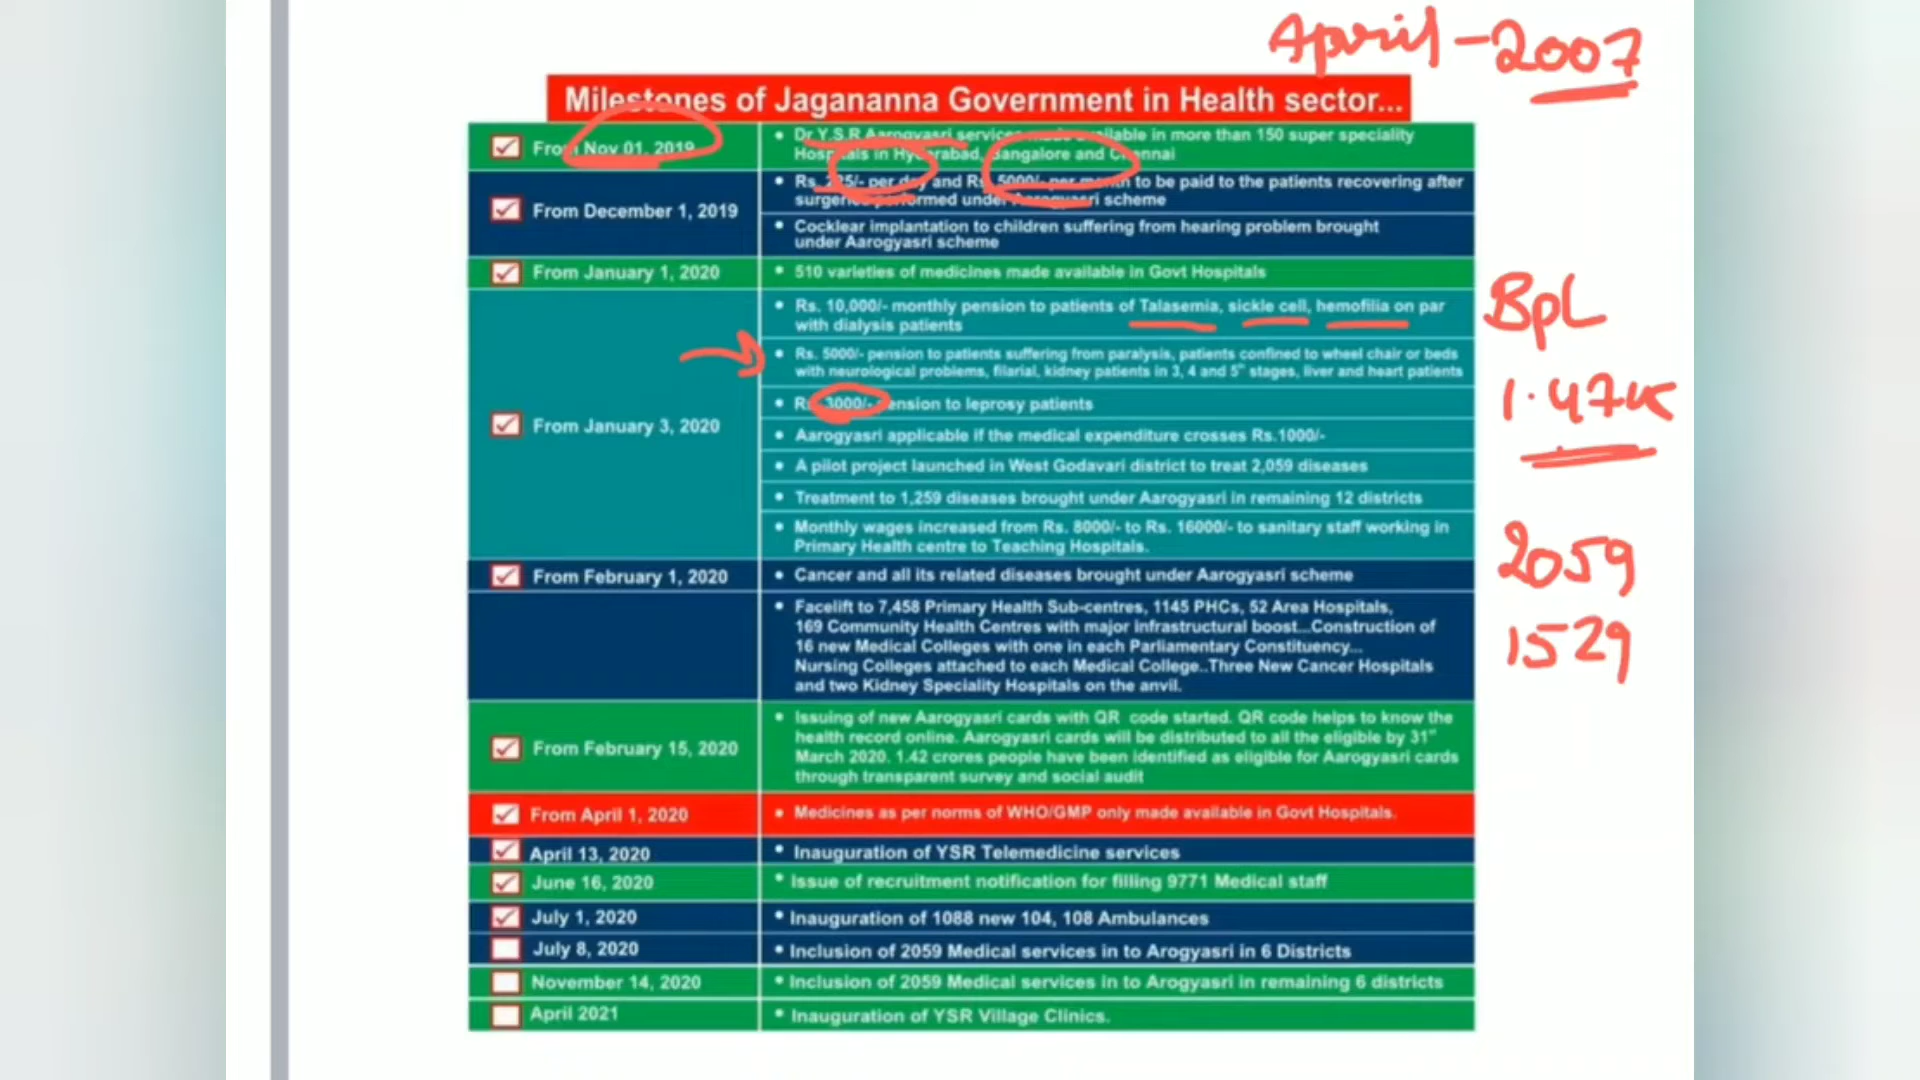 April - 2007
Milestones of Jagananna Government in Health sector...
From Nov 01, 2019
• Dr Y.S.R Aarogyasri services made available in more than 150 super speciality
Hospitals in Hyderabad, Bangalore and Chennai
From December 1, 2019
• Rs. 225/- per day and Rs. 5000/- per month to be paid to the patients recovering after
surgeries performed under Aarogyasri scheme
• Cocklear implantation to children suffering from hearing problem brought
under Aarogyasri scheme
From January 1, 2020
• 510 varieties of medicines made available in Govt Hospitals
From January 3, 2020
• Rs. 10,000/- monthly pension to patients of Talasemia, sickle cell, hemofilia on par
with dialysis patients
• Rs. 5000/- pension to patients suffering from paralysis, patients confined to wheel chair or beds
with neurological problems, filarial, kidney patients in 3, 4 and 5th stages, liver and heart patients
• Rs. 3000/- pension to leprosy patients
• Aarogyasri applicable if the medical expenditure crosses Rs.1000/-
• A pilot project launched in West Godavari district to treat 2,059 diseases
• Treatment to 1,259 diseases brought under Aarogyasri in remaining 12 districts
• Monthly wages increased from Rs. 8000/- to Rs. 16000/- to sanitary staff working in
Primary Health centre to Teaching Hospitals.
BpL
1.47
2059
1529
From February 1, 2020
• Cancer and all its related diseases brought under Aarogyasri scheme
• Facelift to 7,458 Primary Health Sub-centres, 1145 PHCs, 52 Area Hospitals,
169 Community Health Centres with major infrastructural boost...Construction of
16 new Medical Colleges with one in each Parliamentary Constituency...
Nursing Colleges attached to each Medical College..Three New Cancer Hospitals
and two Kidney Speciality Hospitals on the anvil.
From February 15, 2020
• Issuing of new Aarogyasri cards with QR code started. QR code helps to know the
health record online. Aarogyasri cards will be distributed to all the eligible by 31st
March 2020. 1.42 crores people have been identified as eligible for Aarogyasri cards
through transparent survey and social audit
From April 1, 2020
• Medicines as per norms of WHO/GMP only made available in Govt Hospitals.
April 13, 2020
• Inauguration of YSR Telemedicine services
June 16, 2020
• Issue of recruitment notification for filling 9771 Medical staff
July 1, 2020
• Inauguration of 1088 new 104, 108 Ambulances
July 8, 2020
• Inclusion of 2059 Medical services in to Arogyasri in 6 Districts
November 14, 2020
• Inclusion of 2059 Medical services in to Arogyasri in remaining 6 districts
April 2021
• Inauguration of YSR Village Clinics.